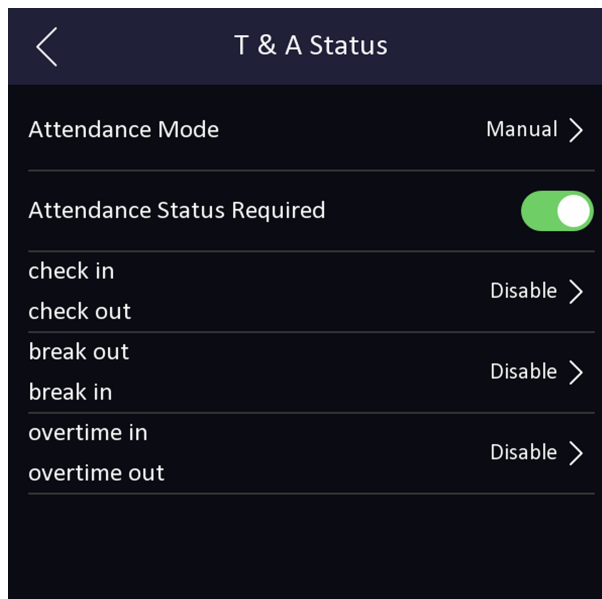 T & A Status
Attendance Mode Manual
Attendance Status Required
check in
check out
Disable
break out
break in
Disable
overtime in
overtime out
Disable